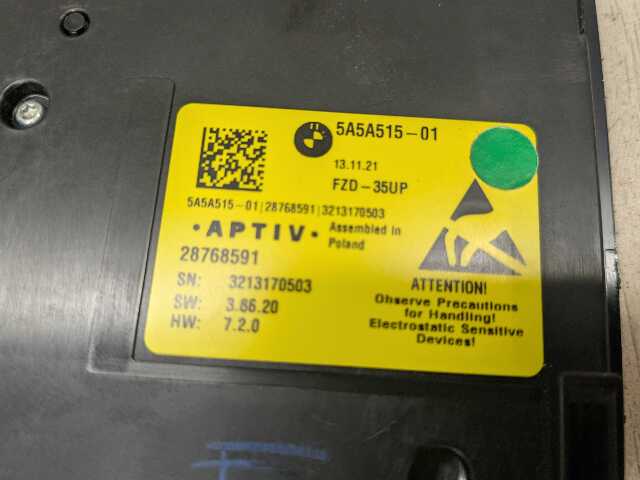 5A5A515-01
13.11.21
FZD-35UP
5A5A515-01|28768591|3213170503
• APTIV •
Assembled in
Poland
28768591
SN: 3213170503
SW: 3.86.20
HW: 7.2.0
ATTENTION!
Observe Precautions
for Handling!
Electrostatic Sensitive
Devices!